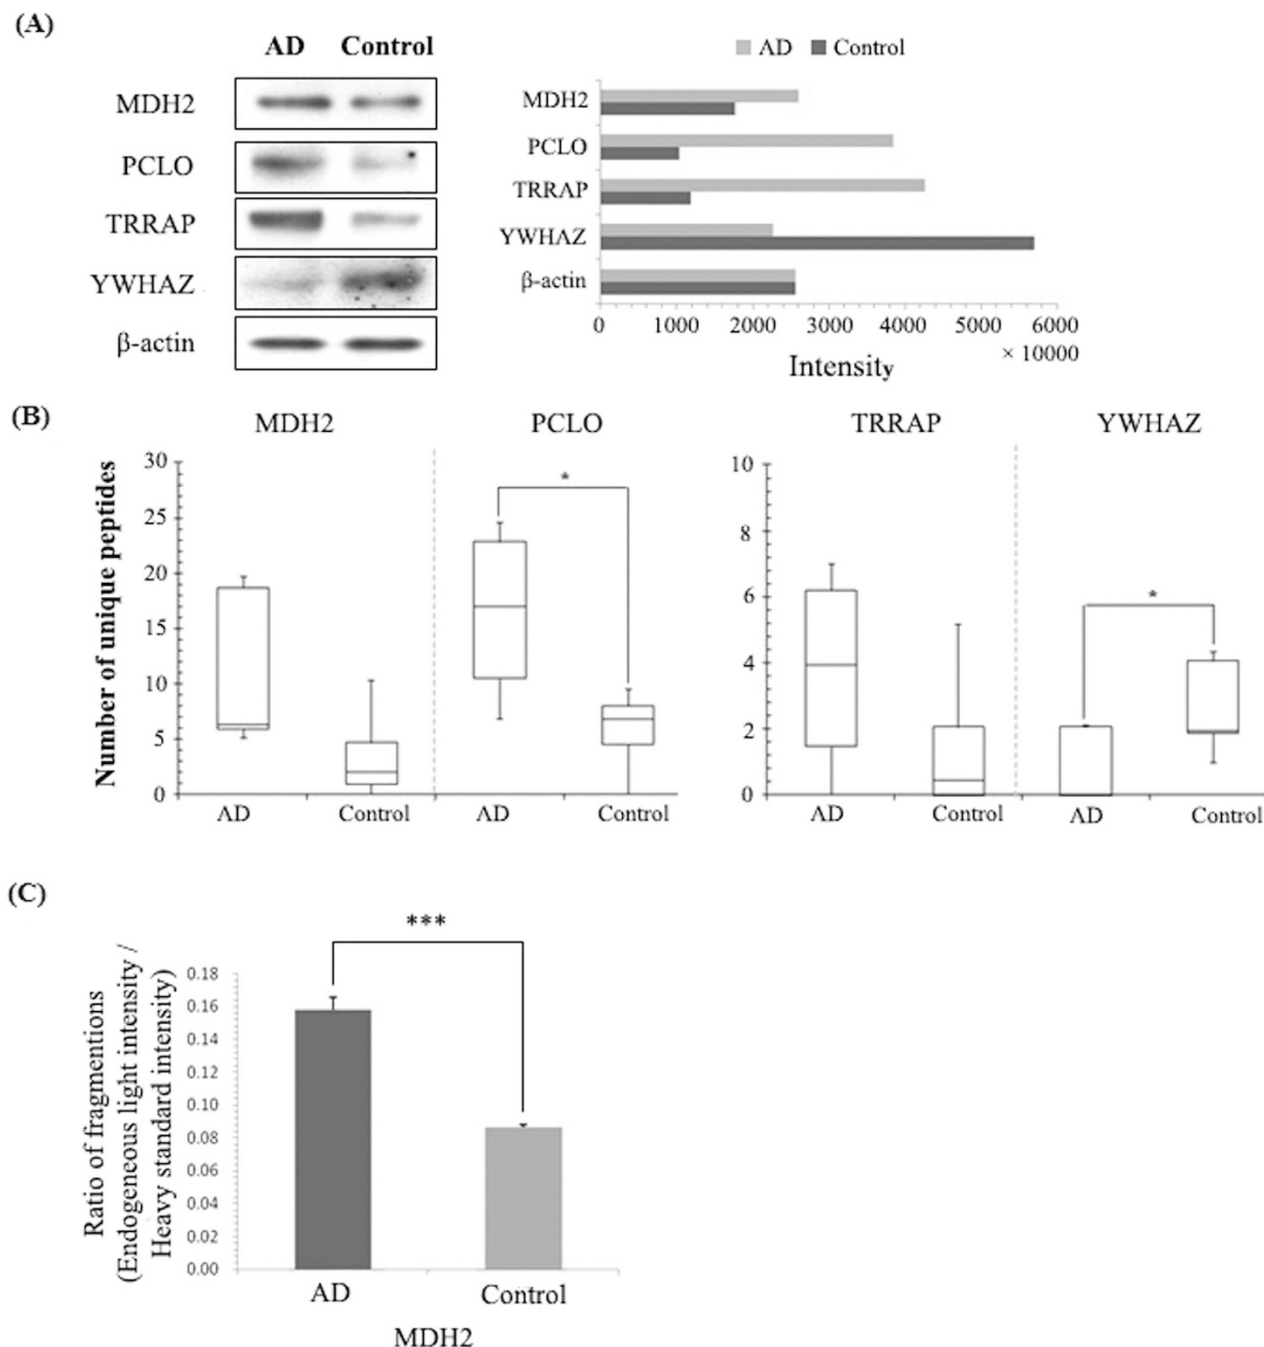 (A)
AD Control
MDH2
PCLO
TRRAP
YWHAZ
β-actin
AD Control
MDH2
PCLO
TRRAP
YWHAZ
β-actin
0 1000 2000 3000 4000 5000 6000
× 10000
Intensity
(B)
MDH2 PCLO TRRAP YWHAZ
Number of unique peptides
30
25
20
15
10
5
0
*
AD Control AD Control
10
8
6
4
2
0
*
AD Control AD Control
(C)
***
Ratio of fragmentions
(Endogeneous light intensity /
Heavy standard intensity)
0.18
0.16
0.14
0.12
0.10
0.08
0.06
0.04
0.02
0.00
AD Control
MDH2